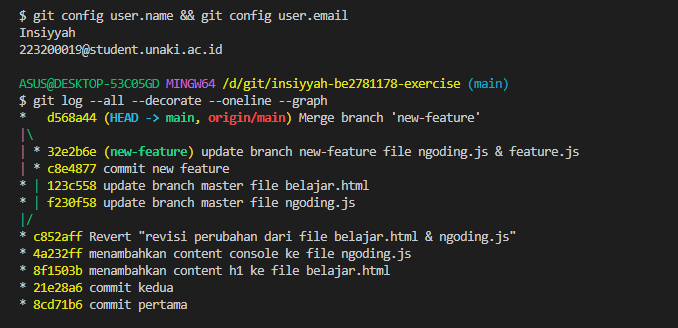 $ git config user.name && git config user.email
Insiyyah
223200019@student.unaki.ac.id
ASUS@DESKTOP-53C05GD MINGW64 /d/git/insiyyah-be2781178-exercise (main)
$ git log --all --decorate --oneline --graph
*   d568a44 (HEAD -> main, origin/main) Merge branch 'new-feature'
|\
| * 32e2b6e (new-feature) update branch new-feature file ngoding.js & feature.js
| * c8e4877 commit new feature
* | 123c558 update branch master file belajar.html
* | f230f58 update branch master file ngoding.js
|/
* c852aff Revert "revisi perubahan dari file belajar.html & ngoding.js"
* 4a232ff menambahkan content console ke file ngoding.js
* 8f1503b menambahkan content h1 ke file belajar.html
* 21e28a6 commit kedua
* 8cd71b6 commit pertama